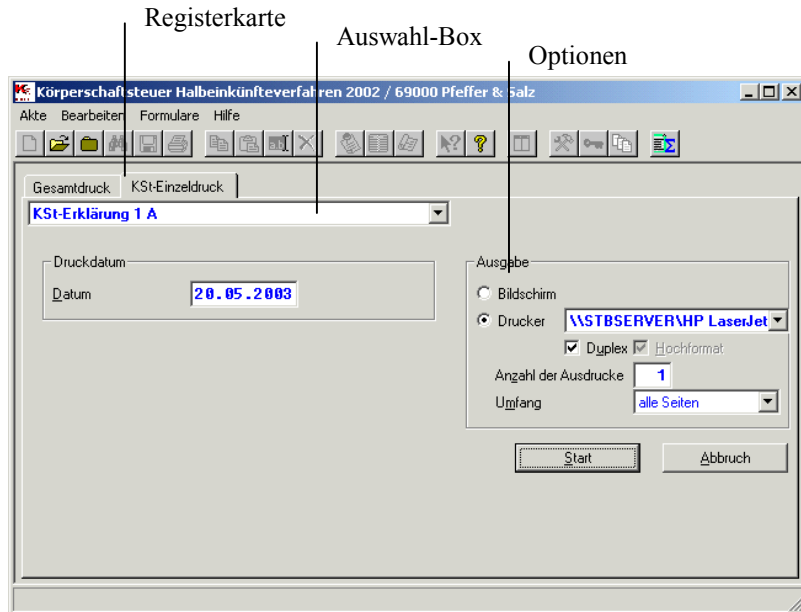 Registerkarte
Auswahl-Box
Optionen
Körperschaftsteuer Halbeinkünfteverfahren 2002 / 69000 Pfeffer & Salz
Akte Bearbeiten Formulare Hilfe
Gesamtdruck KSt-Einzeldruck
KSt-Erklärung 1 A
Druckdatum
Datum 20.05.2003
Ausgabe
Bildschirm
Drucker \\STBSERVER\HP LaserJet
Duplex Hochformat
Anzahl der Ausdrucke 1
Umfang alle Seiten
Start Abbruch